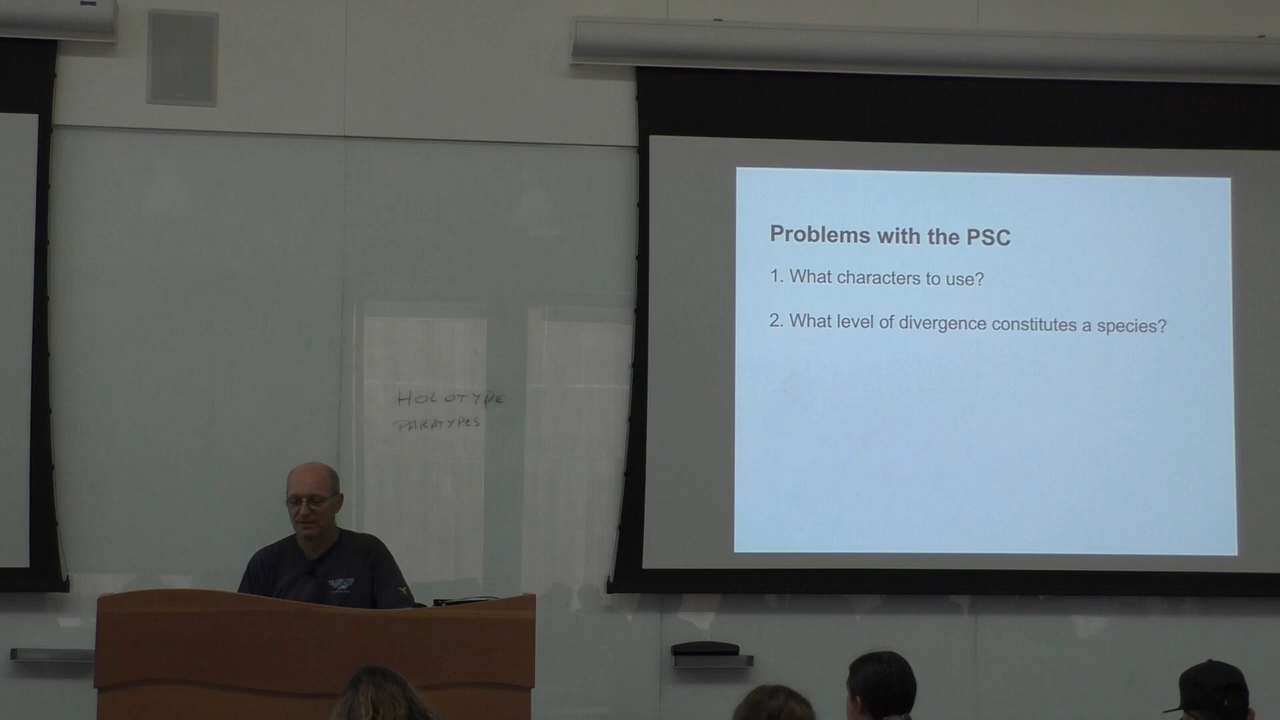 HOLOTYPE
PARATYPES
Problems with the PSC
1. What characters to use?
2. What level of divergence constitutes a species?